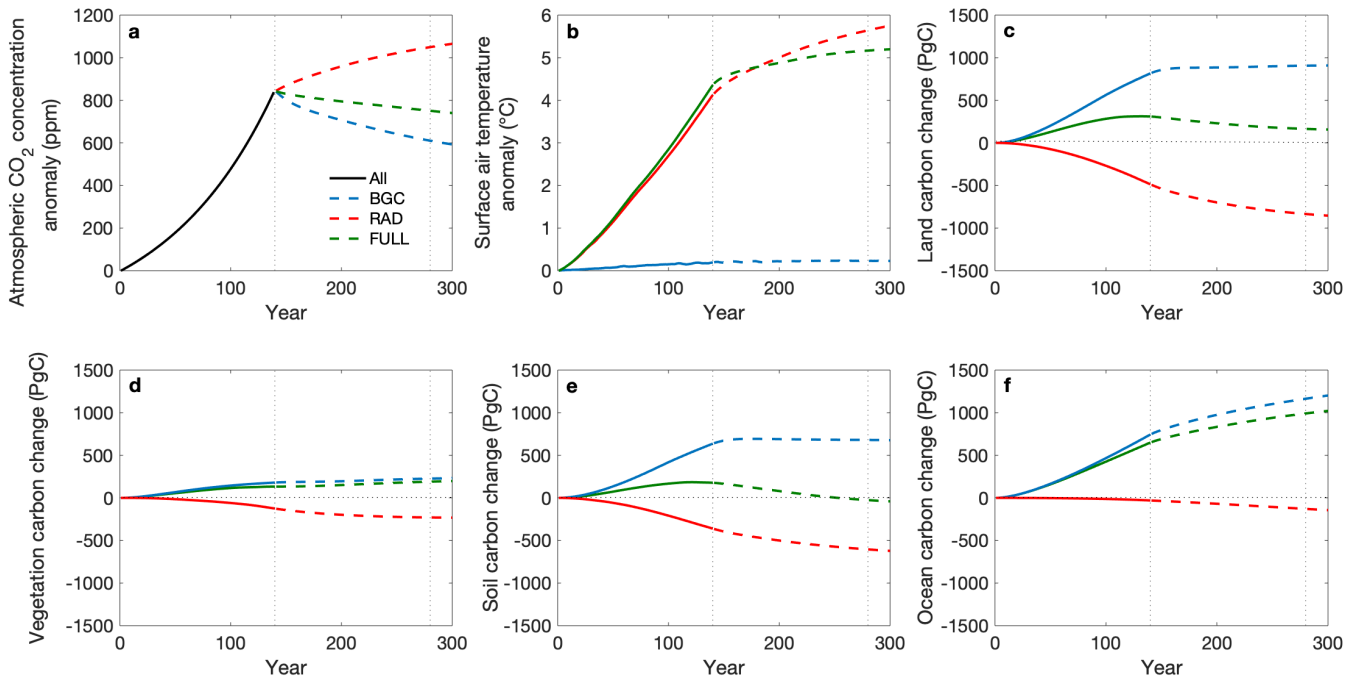 a
Atmospheric CO2 concentration
anomaly (ppm)
1200
1000
800
600
400
200
0
All
BGC
RAD
FULL
0 100 200 300
Year
b
Surface air temperature
anomaly (°C)
6
5
4
3
2
1
0
0 100 200 300
Year
c
Land carbon change (PgC)
1500
1000
500
0
-500
-1000
-1500
0 100 200 300
Year
d
Vegetation carbon change (PgC)
1500
1000
500
0
-500
-1000
-1500
0 100 200 300
Year
e
Soil carbon change (PgC)
1500
1000
500
0
-500
-1000
-1500
0 100 200 300
Year
f
Ocean carbon change (PgC)
1500
1000
500
0
-500
-1000
-1500
0 100 200 300
Year